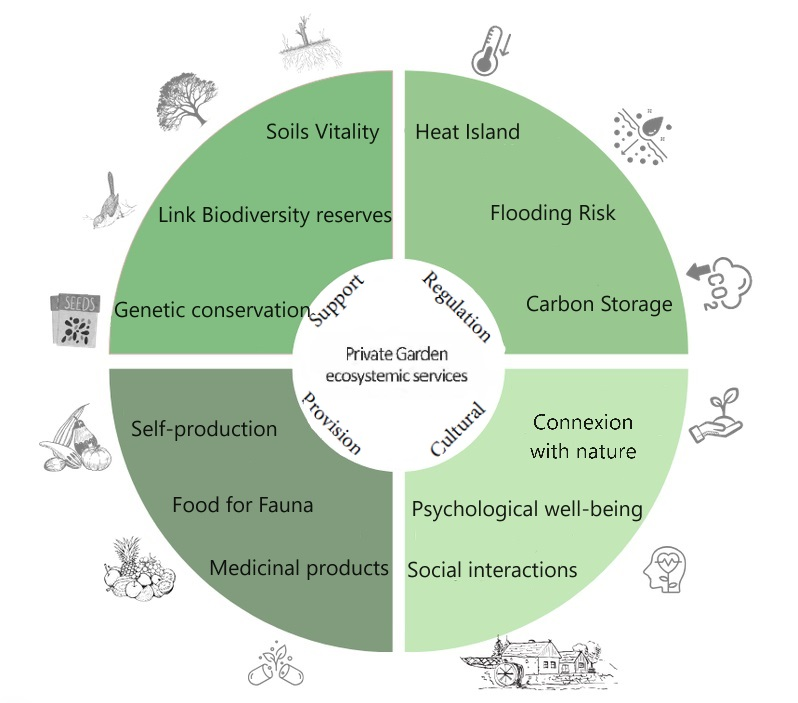 SEEDS
Soils Vitality
Link Biodiversity reserves
Genetic conservation
Heat Island
Flooding Risk
Carbon Storage
CO2
Support
Regulation
Private Garden
ecosystemic services
Provision
Cultural
Self-production
Food for Fauna
Medicinal products
Connexion
with nature
Psychological well-being
Social interactions